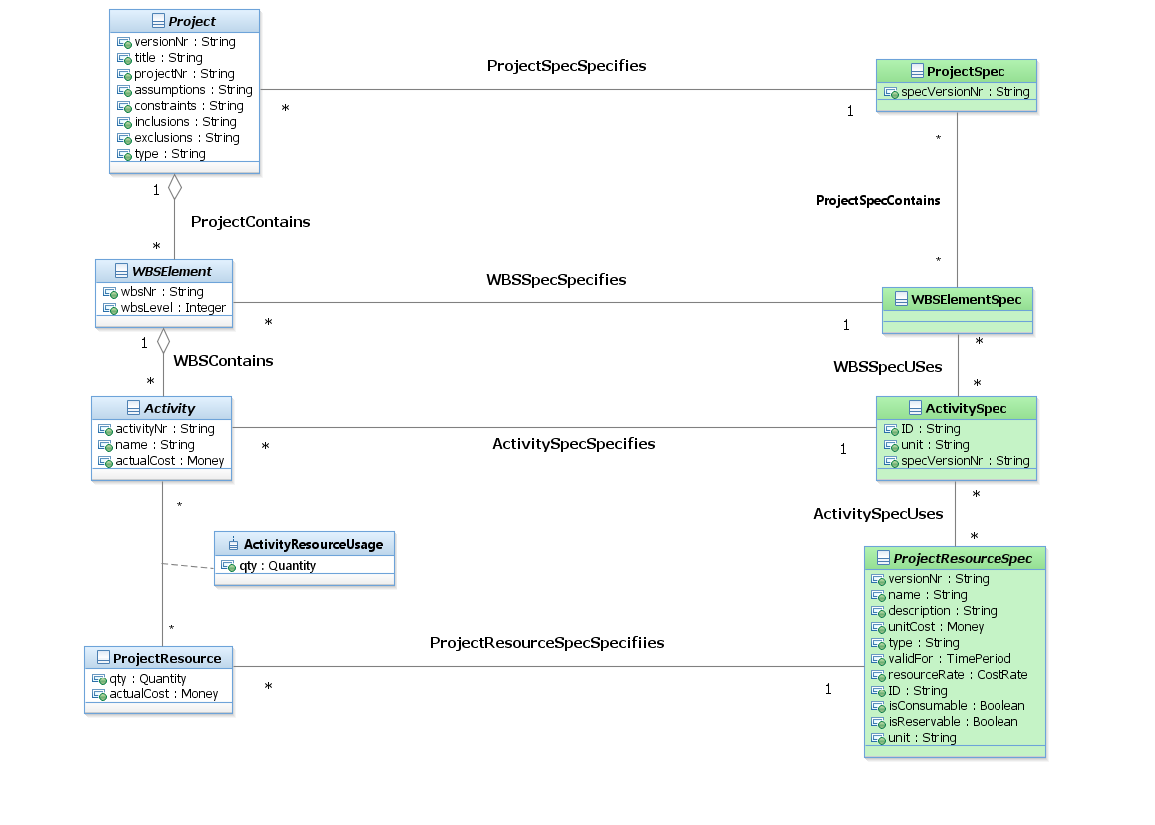 Project
versionNr : String
title : String
projectNr : String
assumptions : String
constraints : String
inclusions : String
exclusions : String
type : String
ProjectSpecSpecifies
*
1
ProjectSpec
specVersionNr : String
1
ProjectContains
*
*
ProjectSpecContains
*
WBSElement
wbsNr : String
wbsLevel : Integer
WBSSpecSpecifies
*
1
WBSElementSpec
1
WBSContains
*
*
WBSSpecUSes
*
Activity
activityNr : String
name : String
actualCost : Money
*
ActivitySpecSpecifies
1
ActivitySpec
ID : String
unit : String
specVersionNr : String
*
ActivityResourceUsage
qty : Quantity
*
*
ActivitySpecUses
*
ProjectResource
qty : Quantity
actualCost : Money
ProjectResourceSpecSpecifiies
*
1
ProjectResourceSpec
versionNr : String
name : String
description : String
unitCost : Money
type : String
validFor : TimePeriod
resourceRate : CostRate
ID : String
isConsumable : Boolean
isReservable : Boolean
unit : String